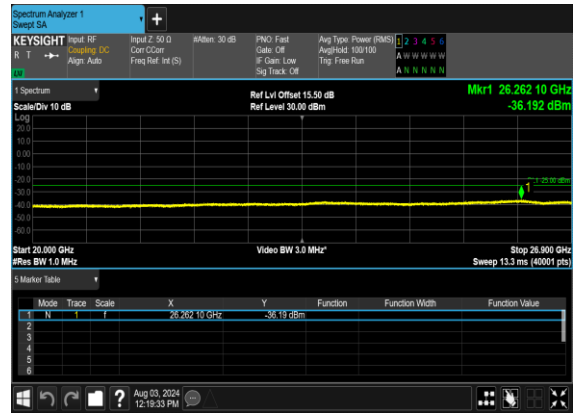 Spectrum Analyzer 1
Swept SA
+
KEYSIGHT Input: RF Input Z: 50 Ω #Atten: 30 dB PNO: Fast Avg Type: Power (RMS) 1 2 3 4 5 6
R T Coupling: DC Corr CCorr Gate: Off Avg|Hold: 100/100 A W W W W W
Align: Auto Freq Ref: Int (S) IF Gain: Low Trig: Free Run
LXI Sig Track: Off A N N N N N
1 Spectrum Ref Lvl Offset 15.50 dB Mkr1 26.262 10 GHz
Scale/Div 10 dB Ref Level 30.00 dBm -36.192 dBm
Log
20.0
10.0
0.00
-10.0
-20.0
DL1 -25.00 dBm
-30.0
1
-40.0
-50.0
-60.0
Start 20.000 GHz Video BW 3.0 MHz* Stop 26.900 GHz
#Res BW 1.0 MHz Sweep 13.3 ms (40001 pts)
5 Marker Table
Mode Trace Scale X Y Function Function Width Function Value
1 N 1 f 26.262 10 GHz -36.19 dBm
2
3
4
5
6
? Aug 03, 2024
12:19:33 PM